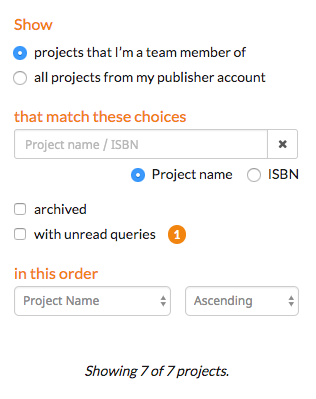 Show
projects that I'm a team member of
all projects from my publisher account
that match these choices
Project name / ISBN ✖
Project name ISBN
archived
with unread queries 1
in this order
Project Name Ascending
Showing 7 of 7 projects.